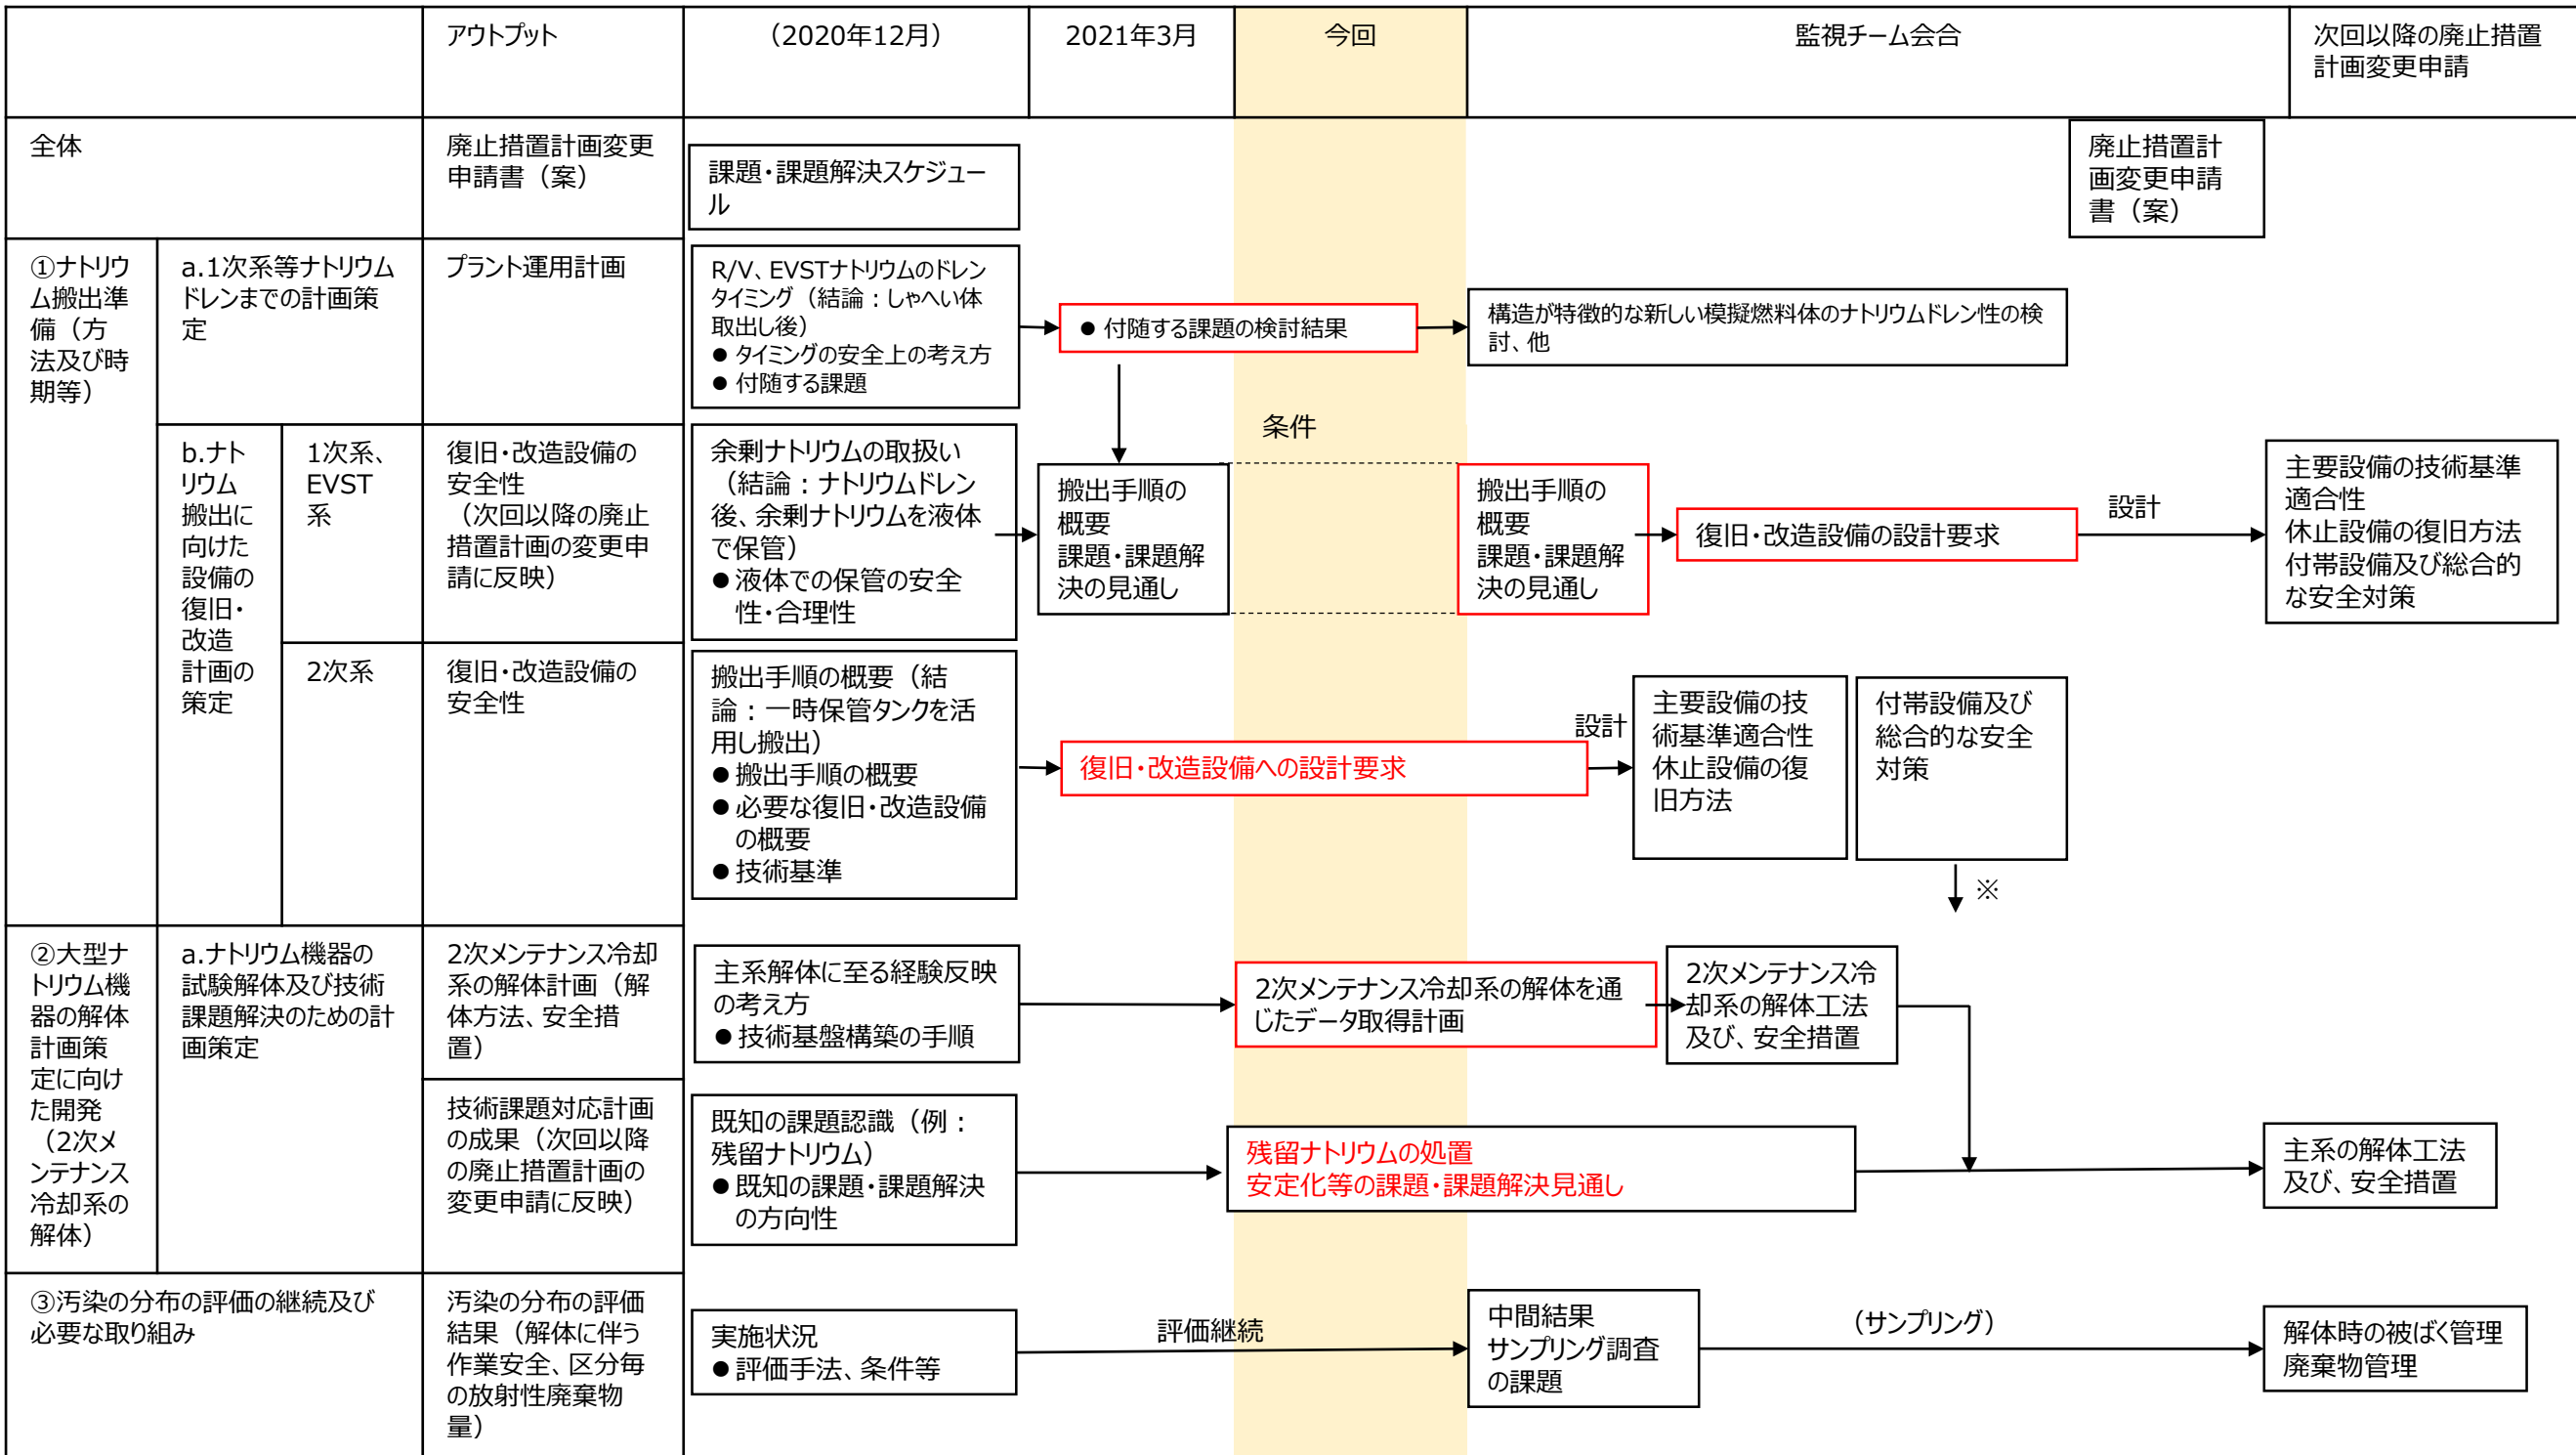 アウトプット
（2020年12月）
2021年3月
今回
監視チーム会合
次回以降の廃止措置
計画変更申請
全体
廃止措置計画変更
申請書（案）
課題・課題解決スケジュー
ル
廃止措置計
画変更申請
書（案）
①ナトリウ
ム搬出準
備（方
法及び時
期等）
a.1次系等ナトリウム
ドレンまでの計画策
定
プラント運用計画
R/V、EVSTナトリウムのドレン
タイミング（結論：しゃへい体
取出し後）
● タイミングの安全上の考え方
● 付随する課題
● 付随する課題の検討結果
構造が特徴的な新しい模擬燃料体のナトリウムドレン性の検
討、他
条件
b.ナト
リウム
搬出に
向けた
設備の
復旧・
改造
計画の
策定
1次系、
EVST
系
復旧・改造設備の
安全性
（次回以降の廃止
措置計画の変更申
請に反映）
余剰ナトリウムの取扱い
（結論：ナトリウムドレン
後、余剰ナトリウムを液体
で保管）
● 液体での保管の安全
性・合理性
搬出手順の
概要
課題・課題解
決の見通し
搬出手順の
概要
課題・課題解
決の見通し
復旧・改造設備の設計要求
設計
主要設備の技術基準
適合性
休止設備の復旧方法
付帯設備及び総合的
な安全対策
2次系
復旧・改造設備の
安全性
搬出手順の概要（結
論：一時保管タンクを活
用し搬出）
● 搬出手順の概要
● 必要な復旧・改造設備
の概要
● 技術基準
復旧・改造設備への設計要求
設計
主要設備の技
術基準適合性
休止設備の復
旧方法
付帯設備及び
総合的な安全
対策
※
②大型ナ
トリウム機
器の解体
計画策
定に向け
た開発
（2次メ
ンテナンス
冷却系の
解体）
a.ナトリウム機器の
試験解体及び技術
課題解決のための計
画策定
2次メンテナンス冷却
系の解体計画（解
体方法、安全措
置）
主系解体に至る経験反映
の考え方
● 技術基盤構築の手順
2次メンテナンス冷却系の解体を通
じたデータ取得計画
2次メンテナンス冷
却系の解体工法
及び、安全措置
技術課題対応計画
の成果（次回以降
の廃止措置計画の
変更申請に反映）
既知の課題認識（例：
残留ナトリウム）
● 既知の課題・課題解決
の方向性
残留ナトリウムの処置
安定化等の課題・課題解決見通し
主系の解体工法
及び、安全措置
③汚染の分布の評価の継続及び
必要な取り組み
汚染の分布の評価
結果（解体に伴う
作業安全、区分毎
の放射性廃棄物
量）
実施状況
● 評価手法、条件等
評価継続
中間結果
サンプリング調査
の課題
（サンプリング）
解体時の被ばく管理
廃棄物管理